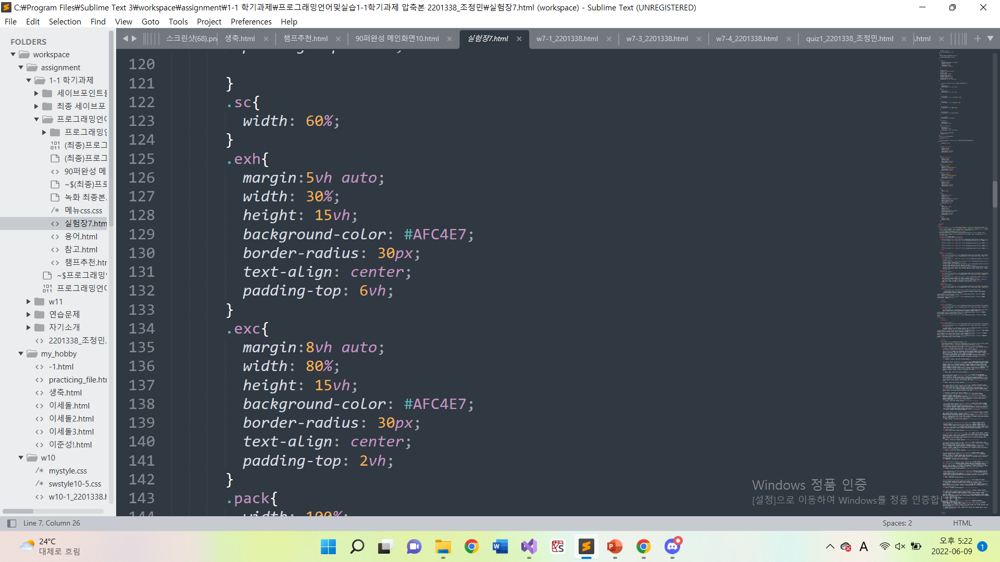 C:￦Program Files￦Sublime Text 3￦workspace￦assignment￦1-1 학기과제￦프로그래밍언어및실습1-1학기과제 압축본 2201338_조정민￦실험장7.html (workspace) - Sublime Text (UNREGISTERED)
File Edit Selection Find View Goto Tools Project Preferences Help
스크린샷(68).pn 생축.html 챔프추천.html 90퍼완성 메인화면10.html 실험장7.html w7-1_2201338.html w7-3_2201338.html w7-4_2201338.html quiz1_2201338_조정민.html .html
FOLDERS
workspace
assignment
1-1 학기과제
세이브포인트들
최종 세이브포
프로그래밍언어
프로그래밍언
(최종)프로그
(최종)프로그
90퍼완성 메
~$(최종)프로
녹화 최종본.
/* 메뉴css.css
실험장7.htm
용어.html
참고.html
챔프추천.htm
~$프로그래밍
프로그래밍언어
w11
연습문제
자기소개
2201338_조정민.
my_hobby
-1.html
practicing_file.htm
생축.html
이세돌.html
이세돌2.html
이세돌3.html
이준성!.html
w10
/* mystyle.css
/* swstyle10-5.css
w10-1_2201338.h
120
121 }
122 .sc{
123 width: 60%;
124 }
125 .exh{
126 margin:5vh auto;
127 width: 30%;
128 height: 15vh;
129 background-color: #AFC4E7;
130 border-radius: 30px;
131 text-align: center;
132 padding-top: 6vh;
133 }
134 .exc{
135 margin:8vh auto;
136 width: 80%;
137 height: 15vh;
138 background-color: #AFC4E7;
139 border-radius: 30px;
140 text-align: center;
141 padding-top: 2vh;
142 }
143 .pack{
144 width: 100%;
Windows 정품 인증
[설정]으로 이동하여 Windows를 정품 인증합니다
Line 7, Column 26 Spaces: 2 HTML
24°C
대체로 흐림
A
오후 5:22
2022-06-09
1